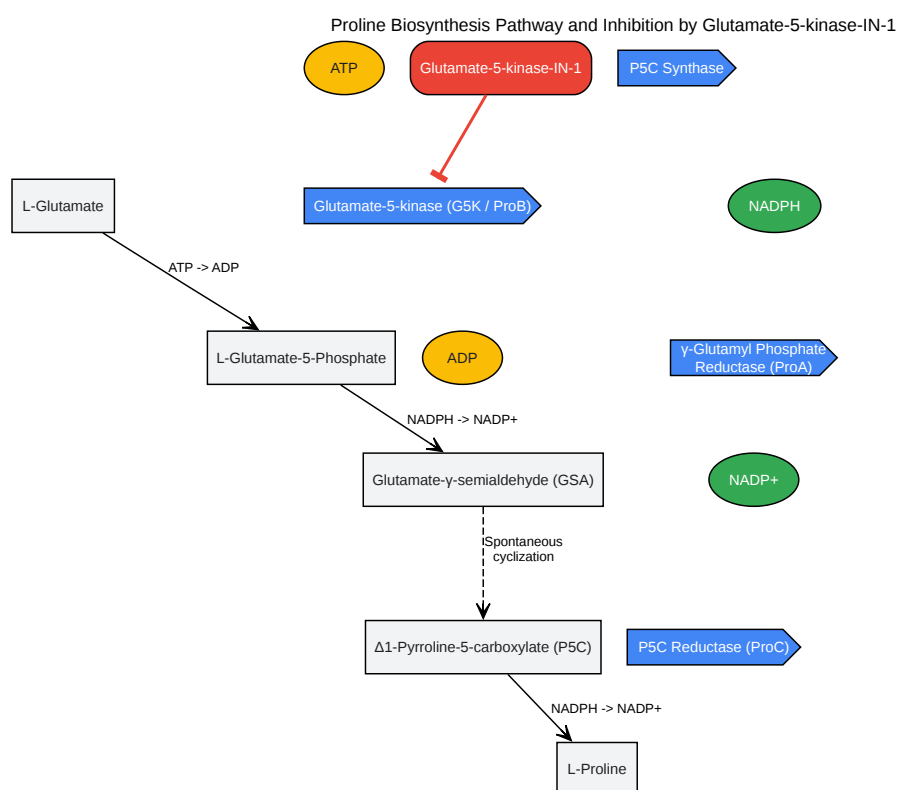 Proline Biosynthesis Pathway and Inhibition by Glutamate-5-kinase-IN-1
ATP
Glutamate-5-kinase-IN-1
P5C Synthase
L-Glutamate
Glutamate-5-kinase (G5K / ProB)
NADPH
ATP -> ADP
L-Glutamate-5-Phosphate
ADP
γ-Glutamyl Phosphate
Reductase (ProA)
NADPH -> NADP+
Glutamate-γ-semialdehyde (GSA)
NADP+
Spontaneous
cyclization
Δ1-Pyrroline-5-carboxylate (P5C)
P5C Reductase (ProC)
NADPH -> NADP+
L-Proline